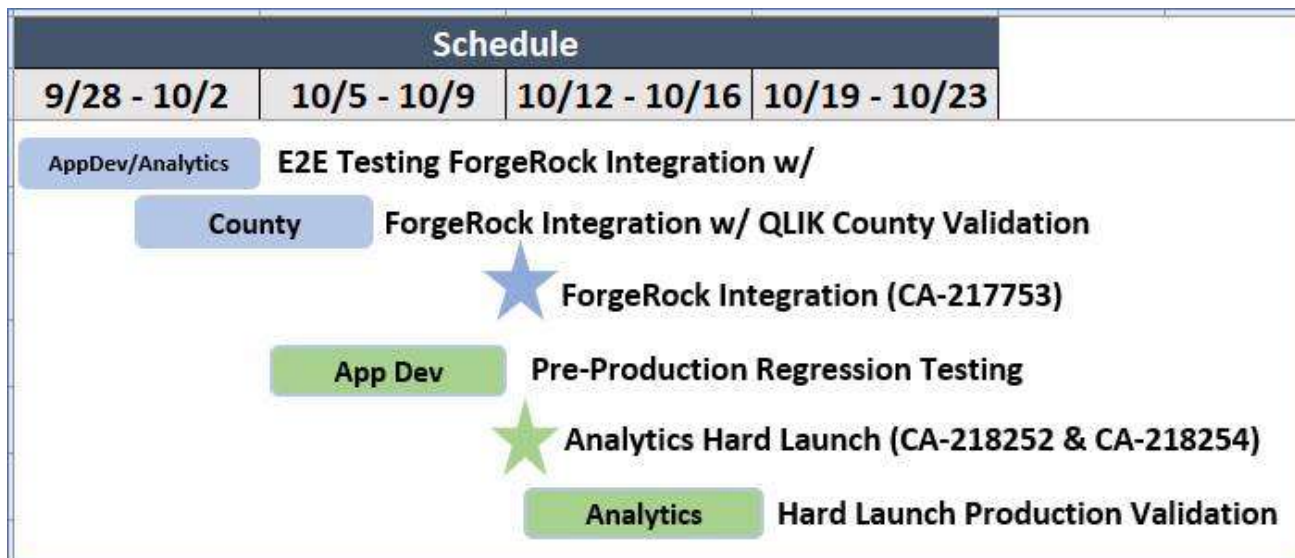 Schedule
9/28 - 10/2 10/5 - 10/9 10/12 - 10/16 10/19 - 10/23
AppDev/Analytics E2E Testing ForgeRock Integration w/
County ForgeRock Integration w/ QLIK County Validation
ForgeRock Integration (CA-217753)
App Dev Pre-Production Regression Testing
Analytics Hard Launch (CA-218252 & CA-218254)
Analytics Hard Launch Production Validation